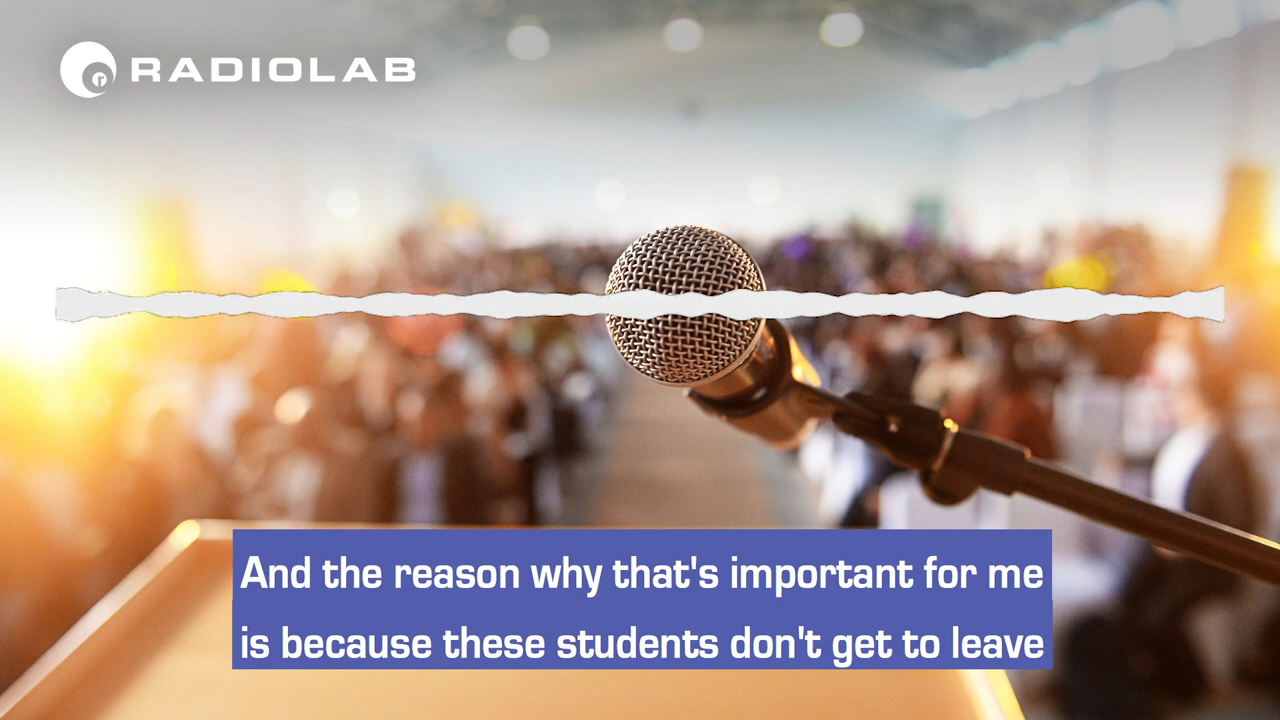 RADIOLAB
And the reason why that's important for me
is because these students don't get to leave